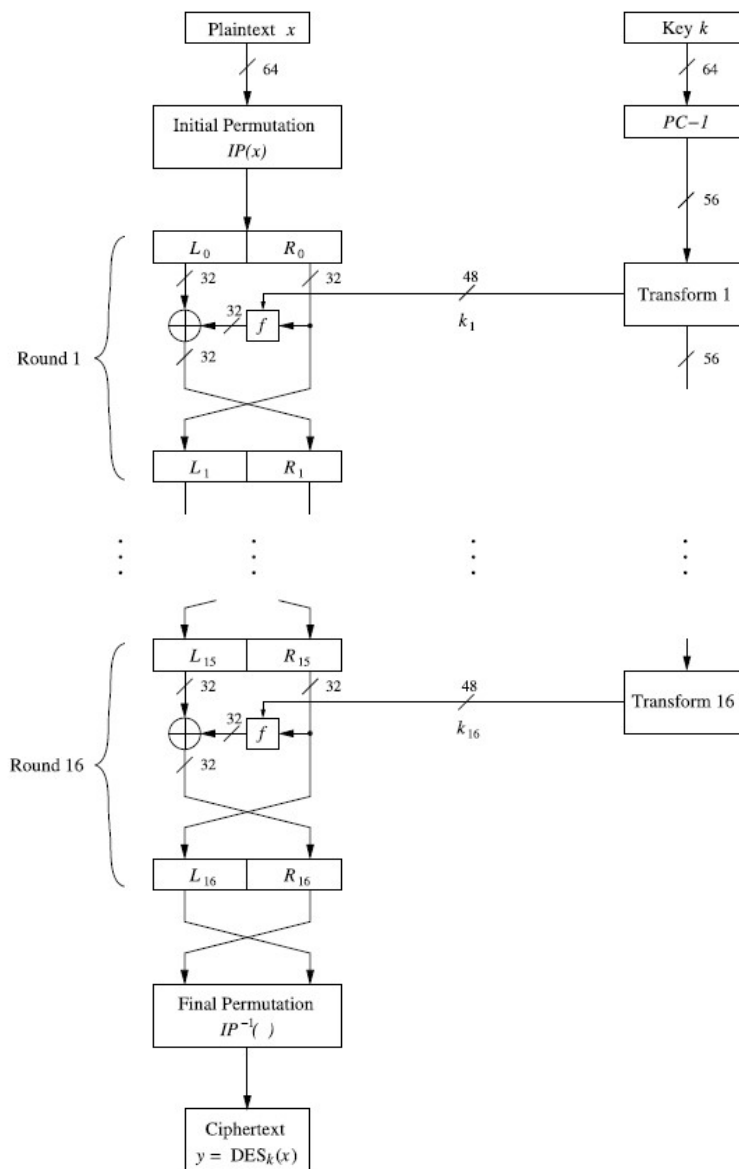 Plaintext x
Key k
64
64
Initial Permutation
IP(x)
PC−1
56
L0 R0
32
32
48
Transform 1
32
f
k1
Round 1
32
56
L1 R1
L15 R15
32
32
48
Transform 16
32
f
k16
Round 16
32
L16 R16
Final Permutation
IP−1( )
Ciphertext
y = DESk(x)